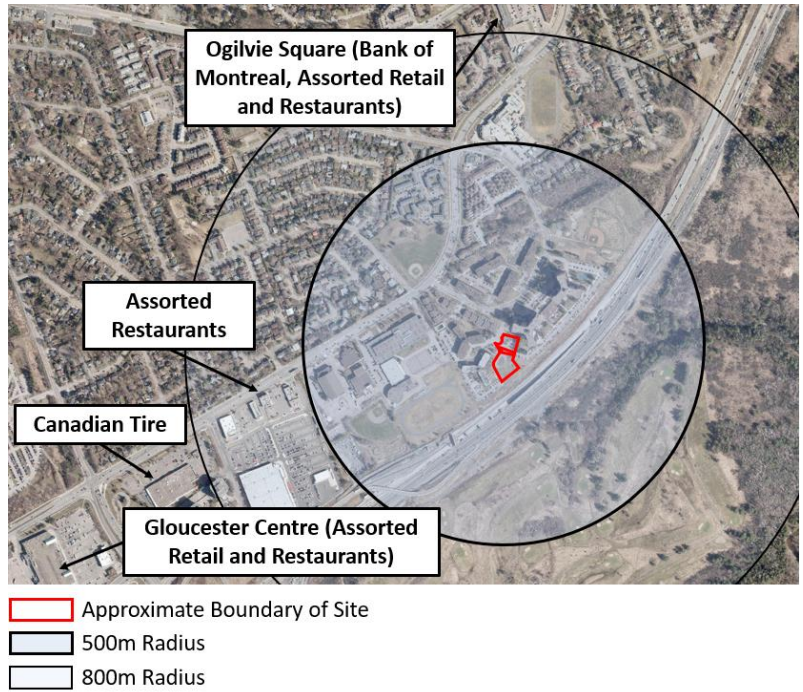 Ogilvie Square (Bank of
Montreal, Assorted Retail
and Restaurants)
Assorted
Restaurants
Canadian Tire
Gloucester Centre (Assorted
Retail and Restaurants)
Approximate Boundary of Site
500m Radius
800m Radius